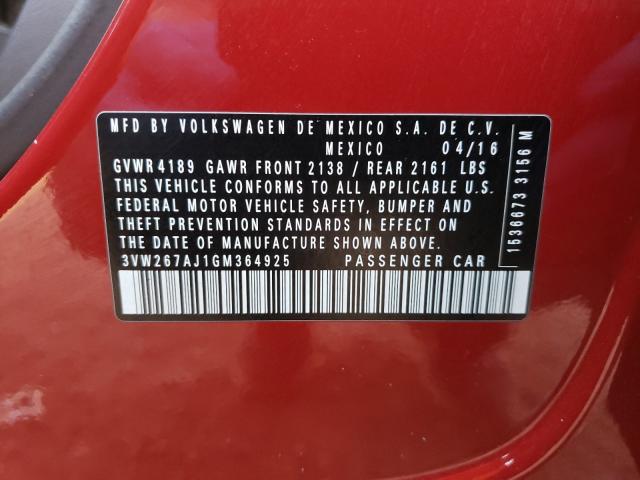 MFD BY VOLKSWAGEN DE MEXICO S.A. DE C.V.
MEXICO 04/16
GVWR 4189 GAWR FRONT 2138 / REAR 2161 LBS
THIS VEHICLE CONFORMS TO ALL APPLICABLE U.S.
FEDERAL MOTOR VEHICLE SAFETY, BUMPER AND
THEFT PREVENTION STANDARDS IN EFFECT ON
THE DATE OF MANUFACTURE SHOWN ABOVE.
3VW267AJ1GM364925 PASSENGER CAR
1536673 3156 M